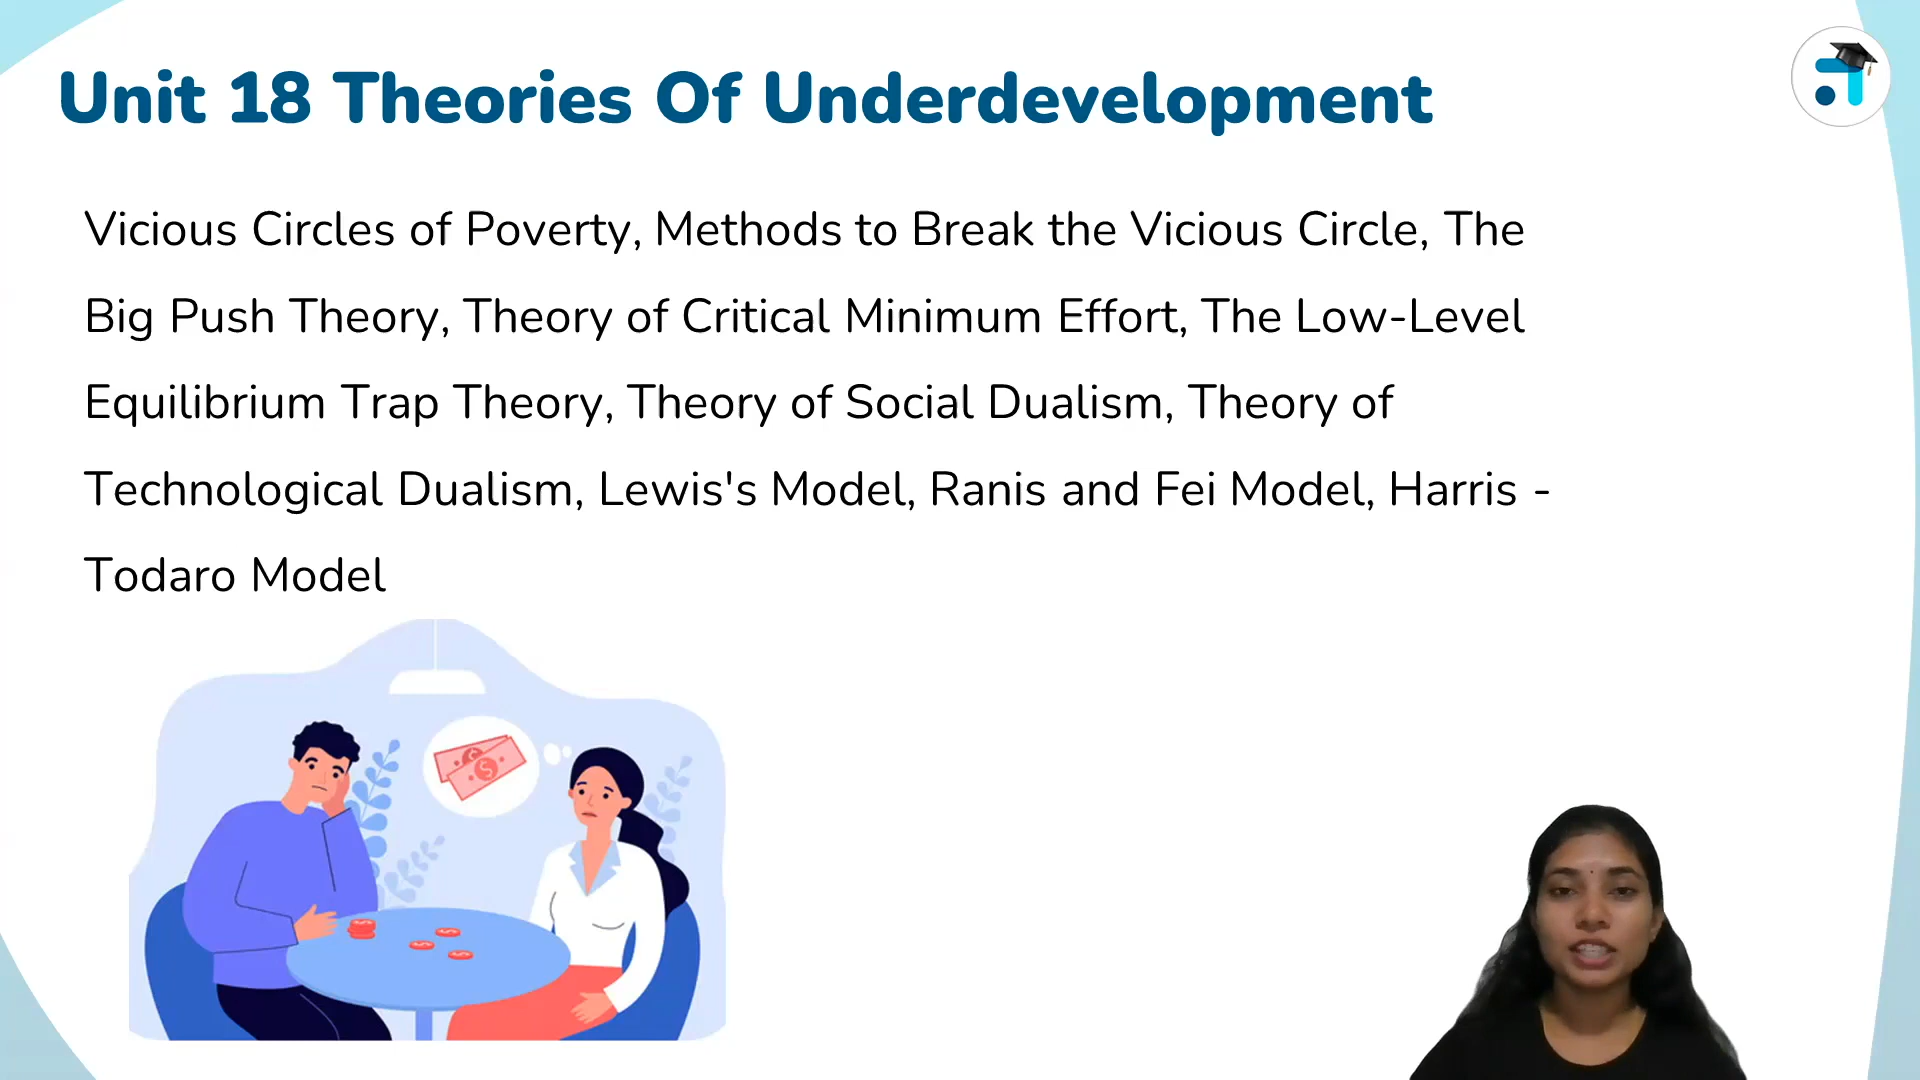 Unit 18 Theories Of Underdevelopment
Vicious Circles of Poverty, Methods to Break the Vicious Circle, The
Big Push Theory, Theory of Critical Minimum Effort, The Low-Level
Equilibrium Trap Theory, Theory of Social Dualism, Theory of
Technological Dualism, Lewis's Model, Ranis and Fei Model, Harris -
Todaro Model